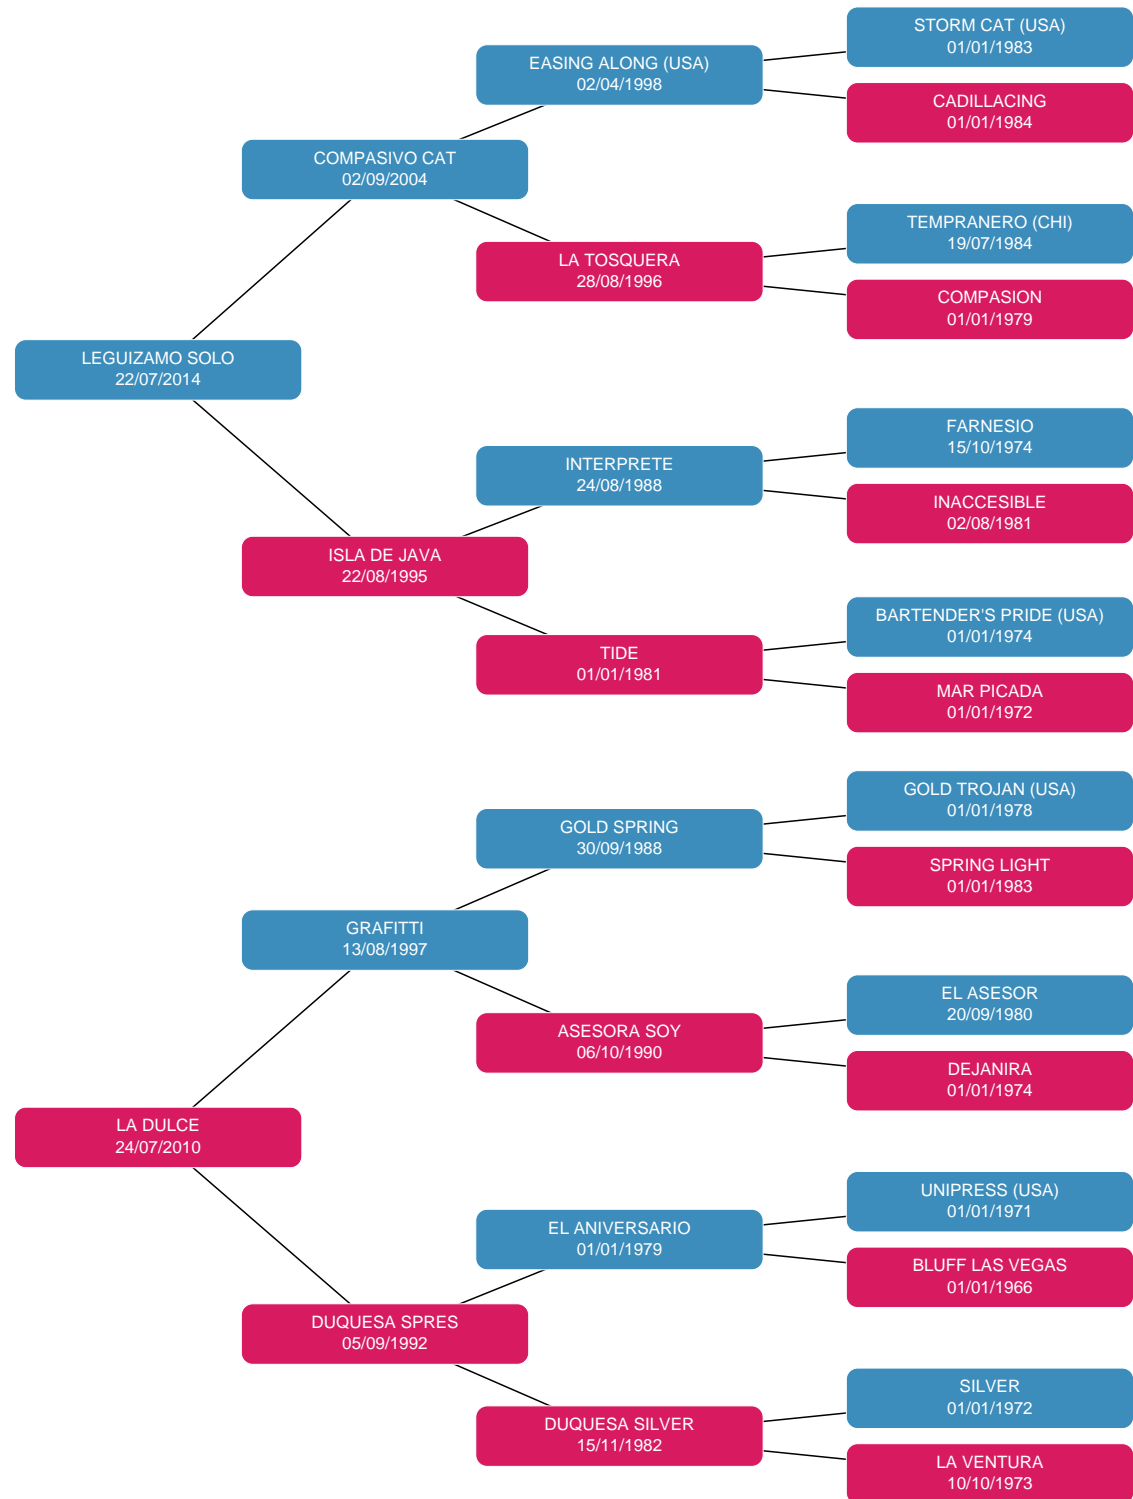 STORM CAT (USA)
01/01/1983
EASING ALONG (USA)
02/04/1998
CADILLACING
01/01/1984
COMPASIVO CAT
02/09/2004
TEMPRANERO (CHI)
19/07/1984
LA TOSQUERA
28/08/1996
COMPASION
01/01/1979
LEGUIZAMO SOLO
22/07/2014
FARNESIO
15/10/1974
INTERPRETE
24/08/1988
INACCESIBLE
02/08/1981
ISLA DE JAVA
22/08/1995
BARTENDER'S PRIDE (USA)
01/01/1974
TIDE
01/01/1981
MAR PICADA
01/01/1972
GOLD TROJAN (USA)
01/01/1978
GOLD SPRING
30/09/1988
SPRING LIGHT
01/01/1983
GRAFITTI
13/08/1997
EL ASESOR
20/09/1980
ASESORA SOY
06/10/1990
DEJANIRA
01/01/1974
LA DULCE
24/07/2010
UNIPRESS (USA)
01/01/1971
EL ANIVERSARIO
01/01/1979
BLUFF LAS VEGAS
01/01/1966
DUQUESA SPRES
05/09/1992
SILVER
01/01/1972
DUQUESA SILVER
15/11/1982
LA VENTURA
10/10/1973